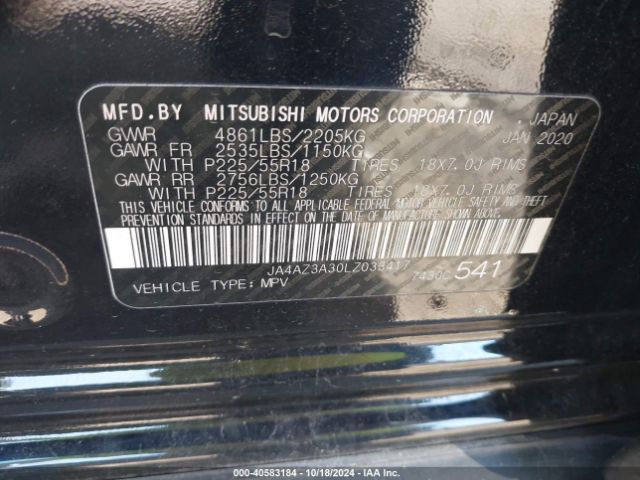 MFD.BY MITSUBISHI MOTORS CORPORATION , JAPAN
GVWR 4861LBS/2205KG JAN 2020
GAWR FR 2535LBS/1150KG
WITH P225/55R18 TIRES 18X7.0J RIMS
GAWR RR 2756LBS/1250KG
WITH P225/55R18 TIRES 18X7.0J RIMS
THIS VEHICLE CONFORMS TO ALL APPLICABLE FEDERAL MOTOR VEHICLE SAFETY AND THEFT
PREVENTION STANDARDS IN EFFECT ON THE DATE OF MANUFACTURE SHOWN ABOVE.
JA4AZ3A30LZ033417
7430C 541
VEHICLE TYPE: MPV
000-40583184 | 10/18/2024 | IAA Inc.